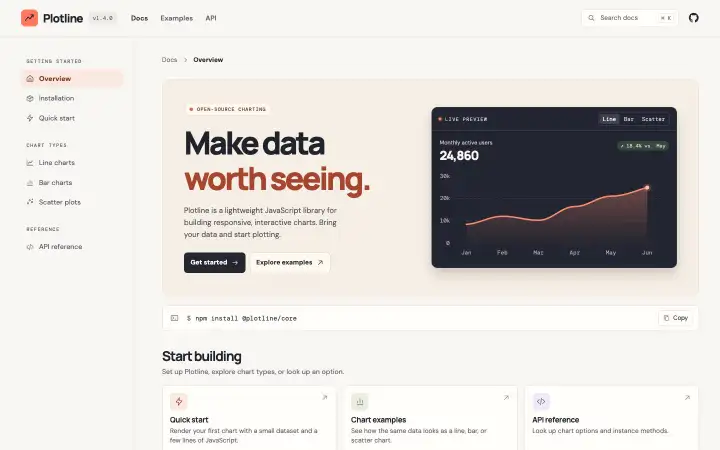 Plotline v1.4.0 Docs Examples API Search docs ⌘ K
GETTING STARTED
Overview
Installation
Quick start
CHART TYPES
Line charts
Bar charts
Scatter plots
REFERENCE
API reference
Docs > Overview
OPEN-SOURCE CHARTING
Make data
worth seeing.
Plotline is a lightweight JavaScript library for
building responsive, interactive charts. Bring
your data and start plotting.
Get started → Explore examples ↗
LIVE PREVIEW Line Bar Scatter
Monthly active users
24,860
↗ 18.4% vs May
30k
20k
10k
0
Jan Feb Mar Apr May Jun
$ npm install @plotline/core Copy
Start building
Set up Plotline, explore chart types, or look up an option.
Quick start
Render your first chart with a small dataset and a
few lines of JavaScript.
Chart examples
See how the same data looks as a line, bar, or
scatter chart.
API reference
Look up chart options and instance methods.